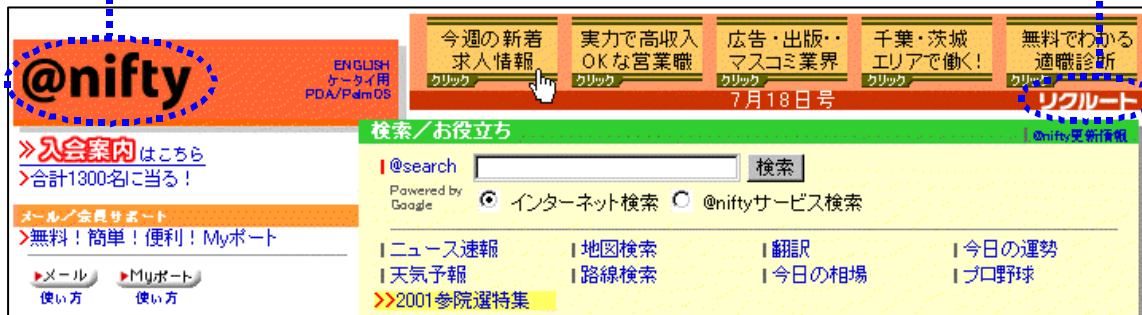 今週の新着
求人情報
クリック
実力で高収入
OKな営業職
クリック
広告・出版・・
マスコミ業界
クリック
千葉・茨城
エリアで働く!
クリック
無料でわかる
適職診断
クリック
@nifty
ENGLISH
ケータイ用
PDA/PalmOS
7月18日号
リクルート
検索／お役立ち
@nifty更新情報
»入会案内はこちら
>合計1300名に当る！
@search
検索
Powered by
Google
インターネット検索
@niftyサービス検索
メール／会員サポート
>無料！簡単！便利！Myポート
メール
Myポート
使い方
使い方
|ニュース速報
|地図検索
|翻訳
|今日の運勢
|天気予報
|路線検索
|今日の相場
|プロ野球
>>2001参院選特集